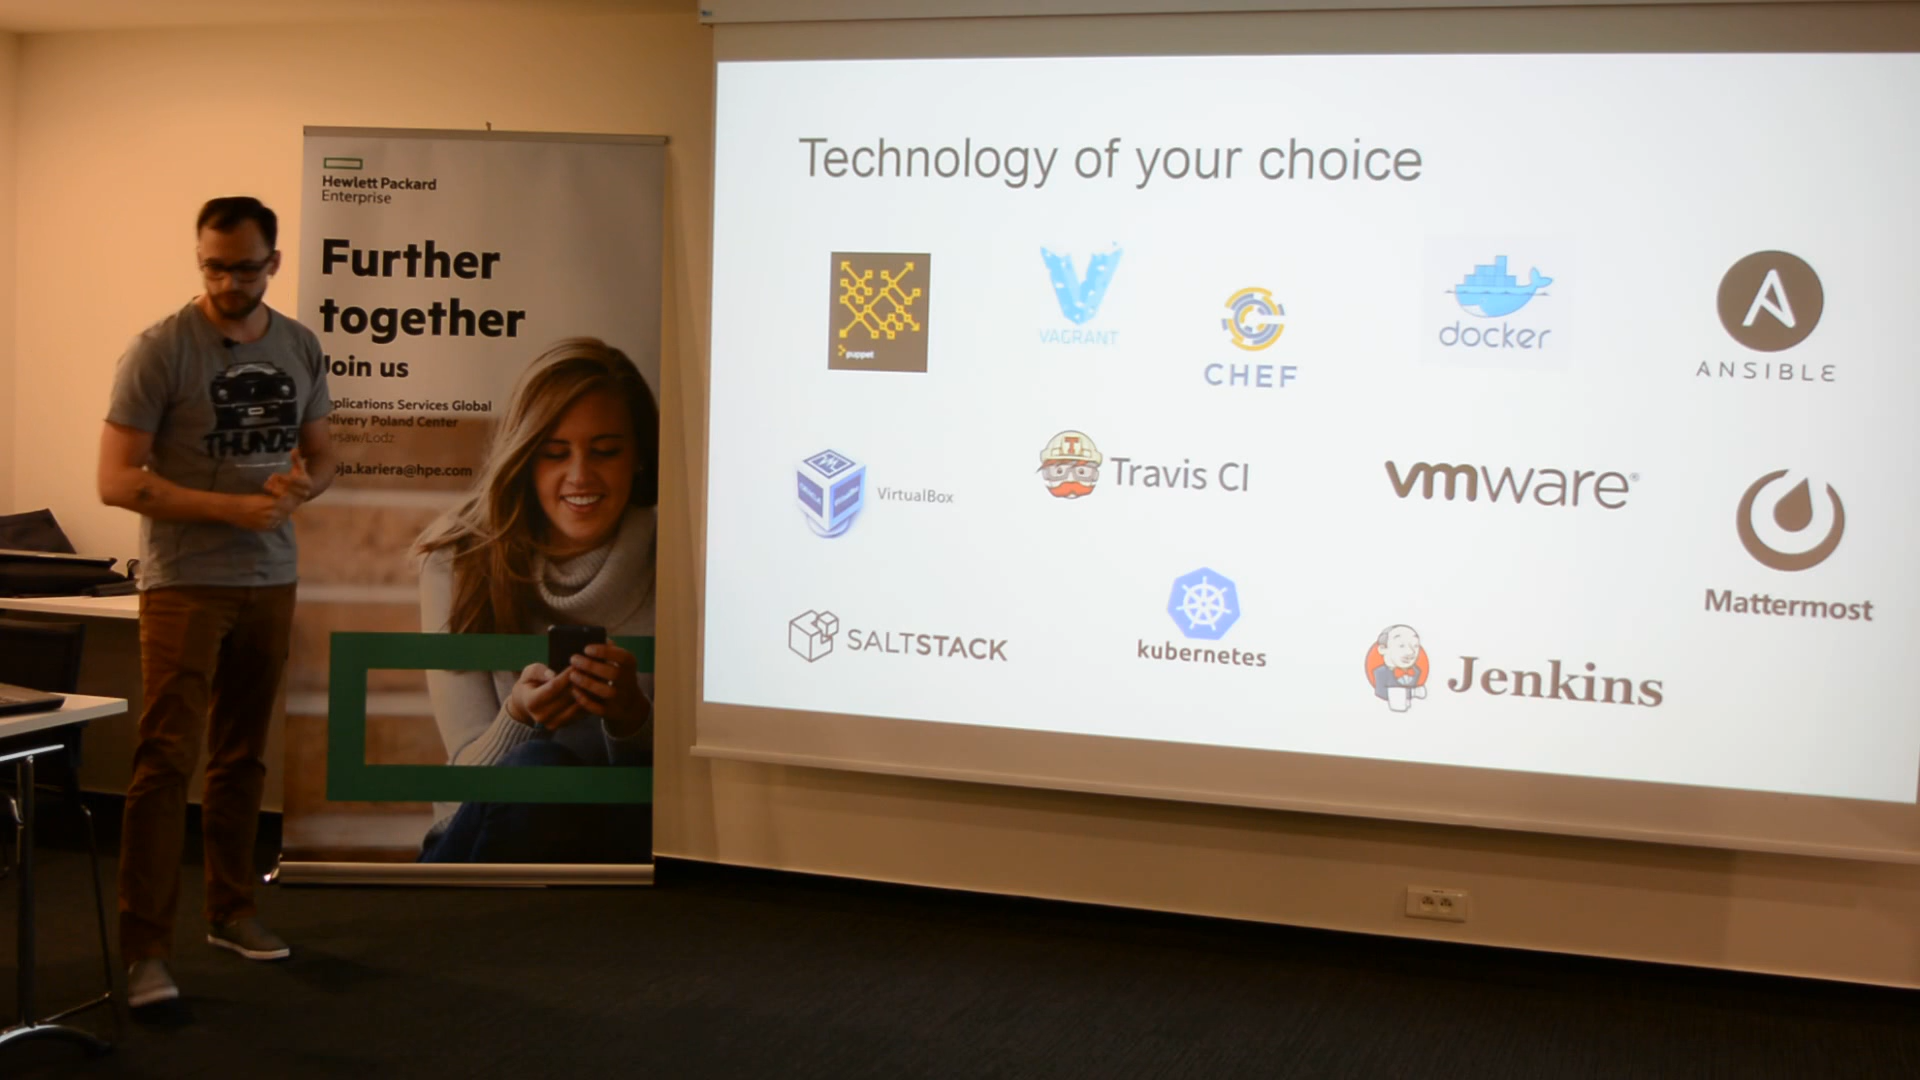 Hewlett Packard
Enterprise
Further
together
Join us
plications Services Global
livery Poland Center
rsaw/Lodz
oja.kariera@hpe.com
THUNDE
Technology of your choice
puppet
VAGRANT
CHEF
docker
ANSIBLE
VirtualBox
Travis CI
vmware®
Mattermost
SALTSTACK
kubernetes
Jenkins